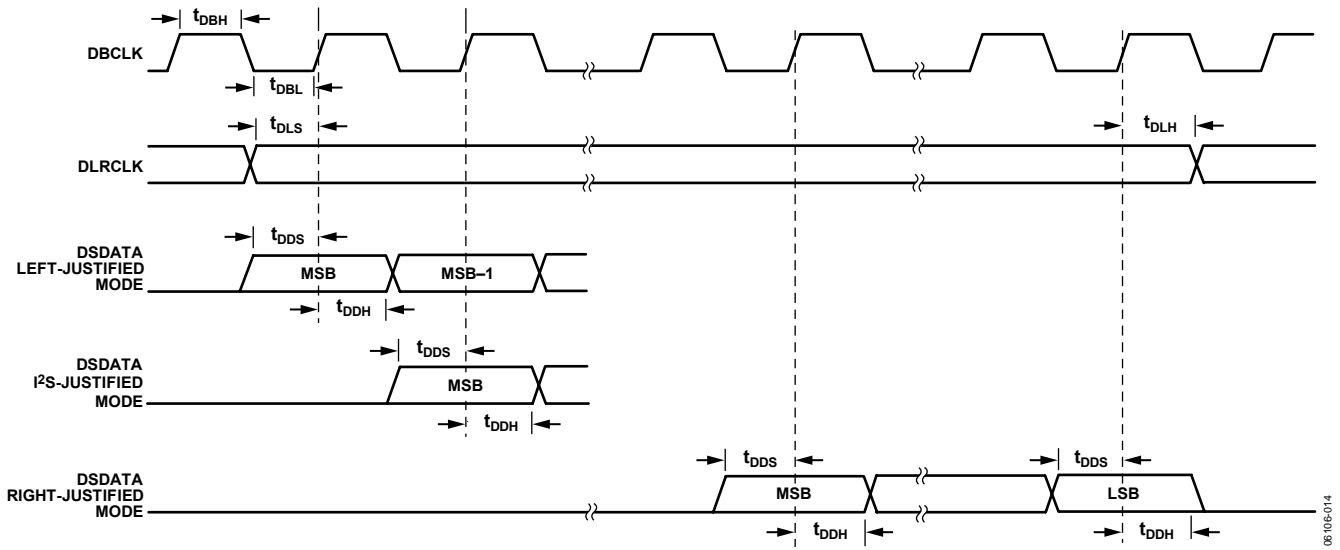 tDBH
DBCLK
tDBL
tDLS
tDLH
DLRCLK
DSDATA
LEFT-JUSTIFIED
MODE
tDDS
MSB
MSB–1
tDDH
DSDATA
I²S-JUSTIFIED
MODE
tDDS
MSB
tDDH
DSDATA
RIGHT-JUSTIFIED
MODE
tDDS
tDDS
MSB
LSB
tDDH
tDDH
06106-014